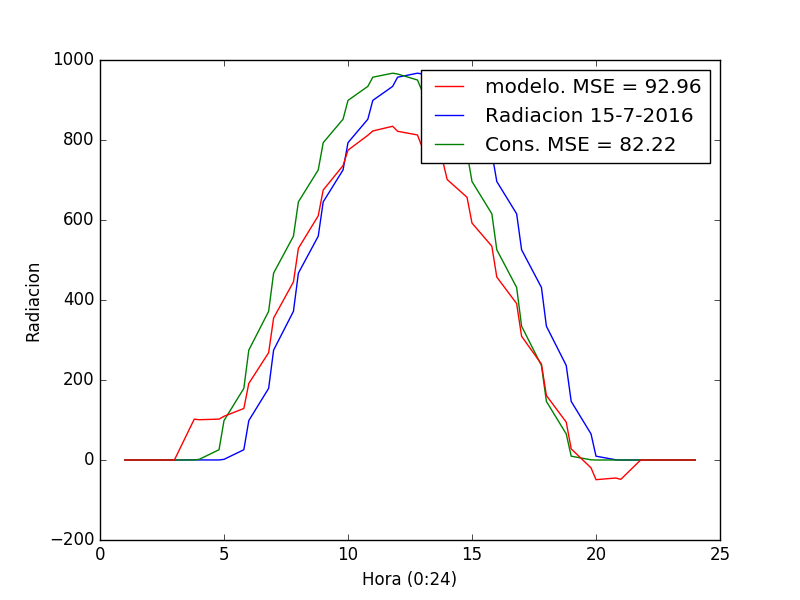 1000
800
600
400
200
0
−200
0
5
10
15
20
25
Radiacion
Hora (0:24)
modelo. MSE = 92.96
Radiacion 15-7-2016
Cons. MSE = 82.22